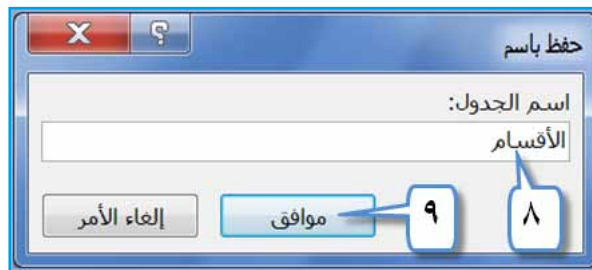 حفظ باسم
اسم الجدول:
الأقسام
٨
٩
موافق
إلغاء الأمر